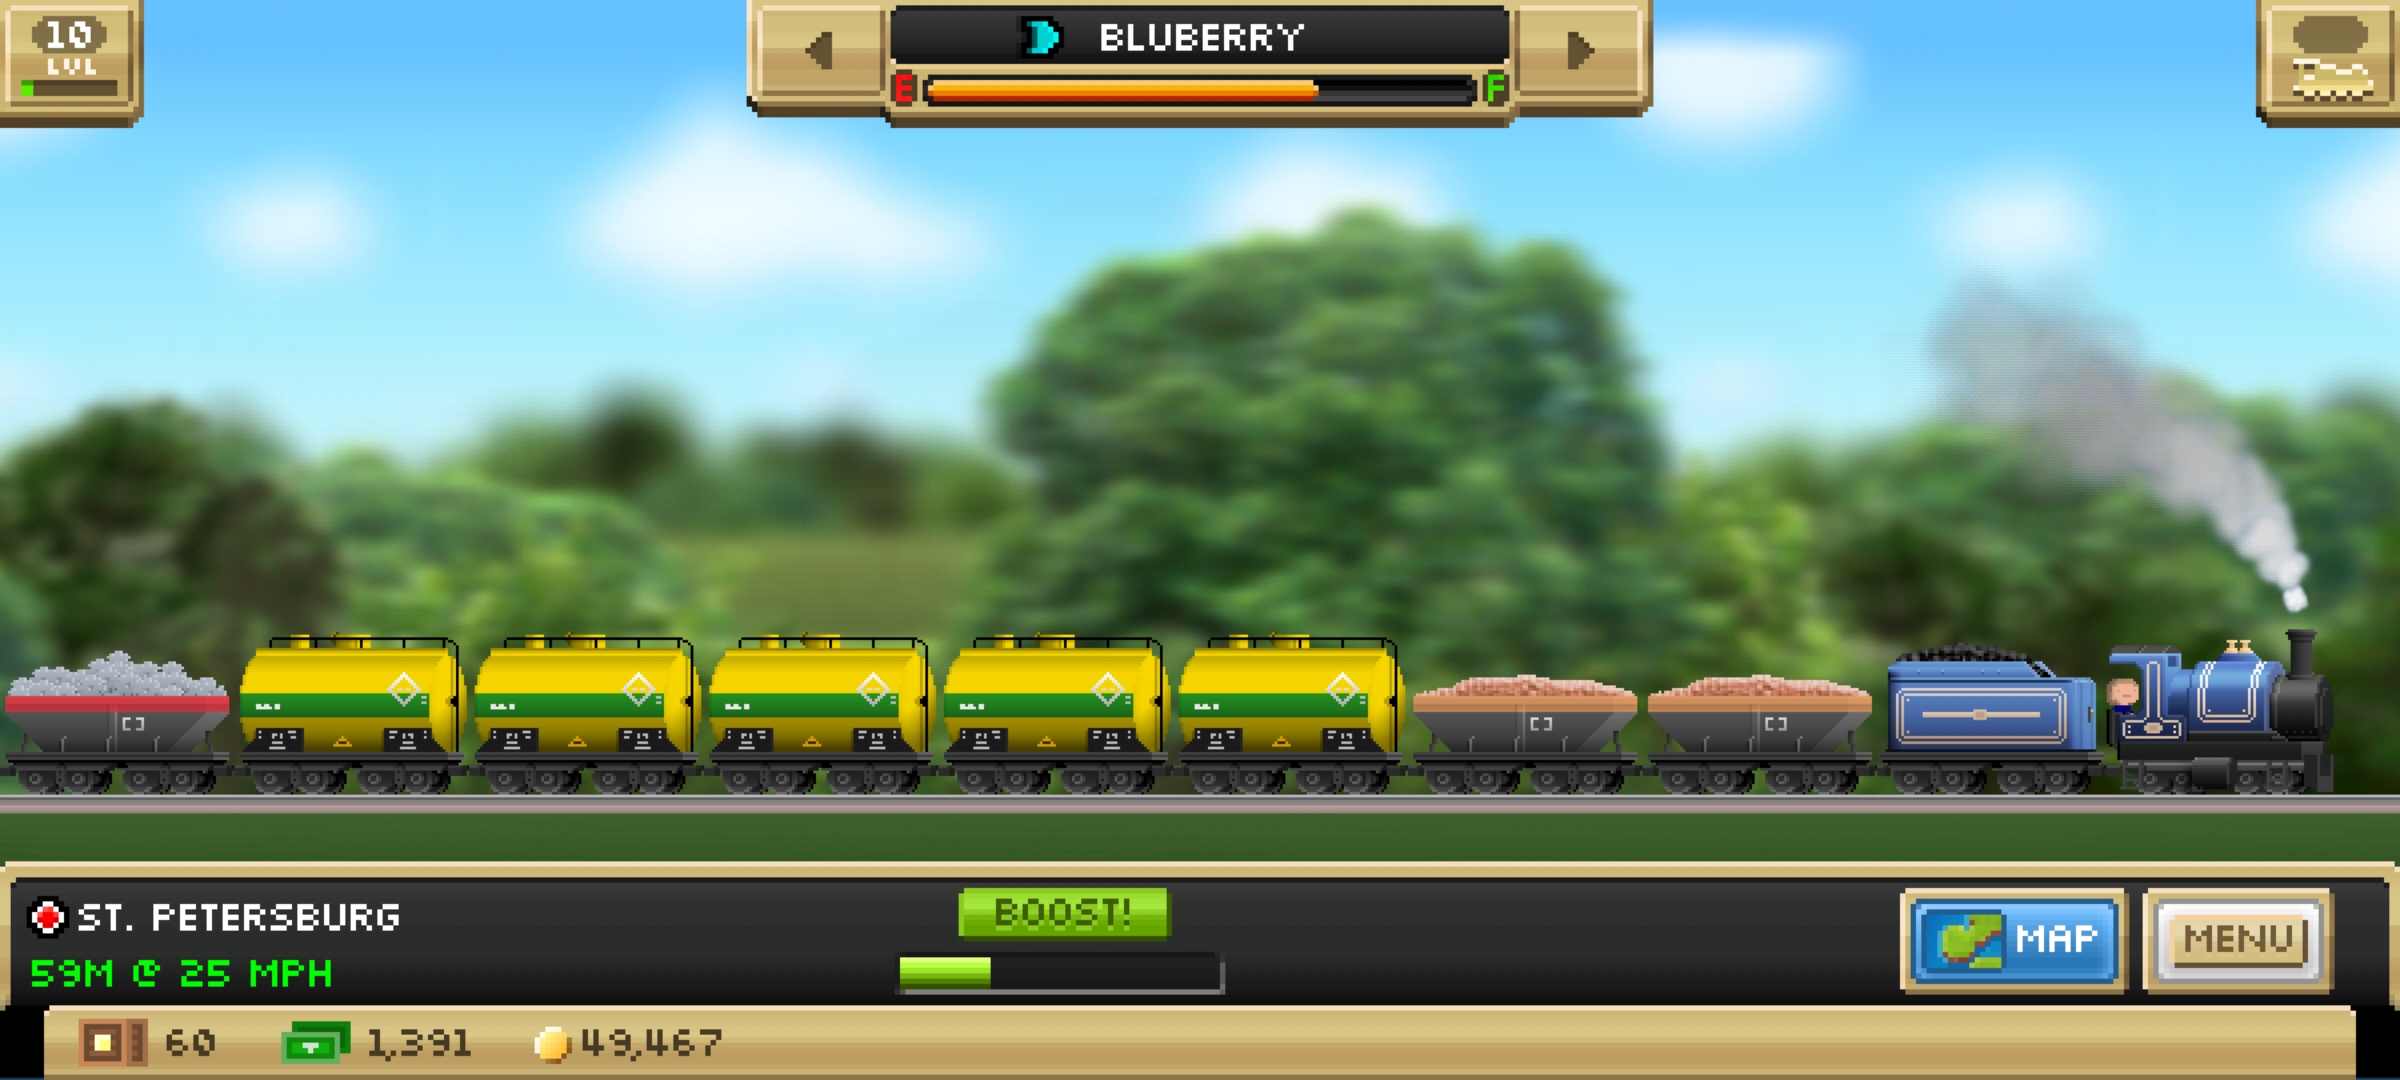 10
LVL
BLUBERRY
E F
ST. PETERSBURG
59M @ 25 MPH
BOOST!
MAP
MENU
60 1,391 49,467